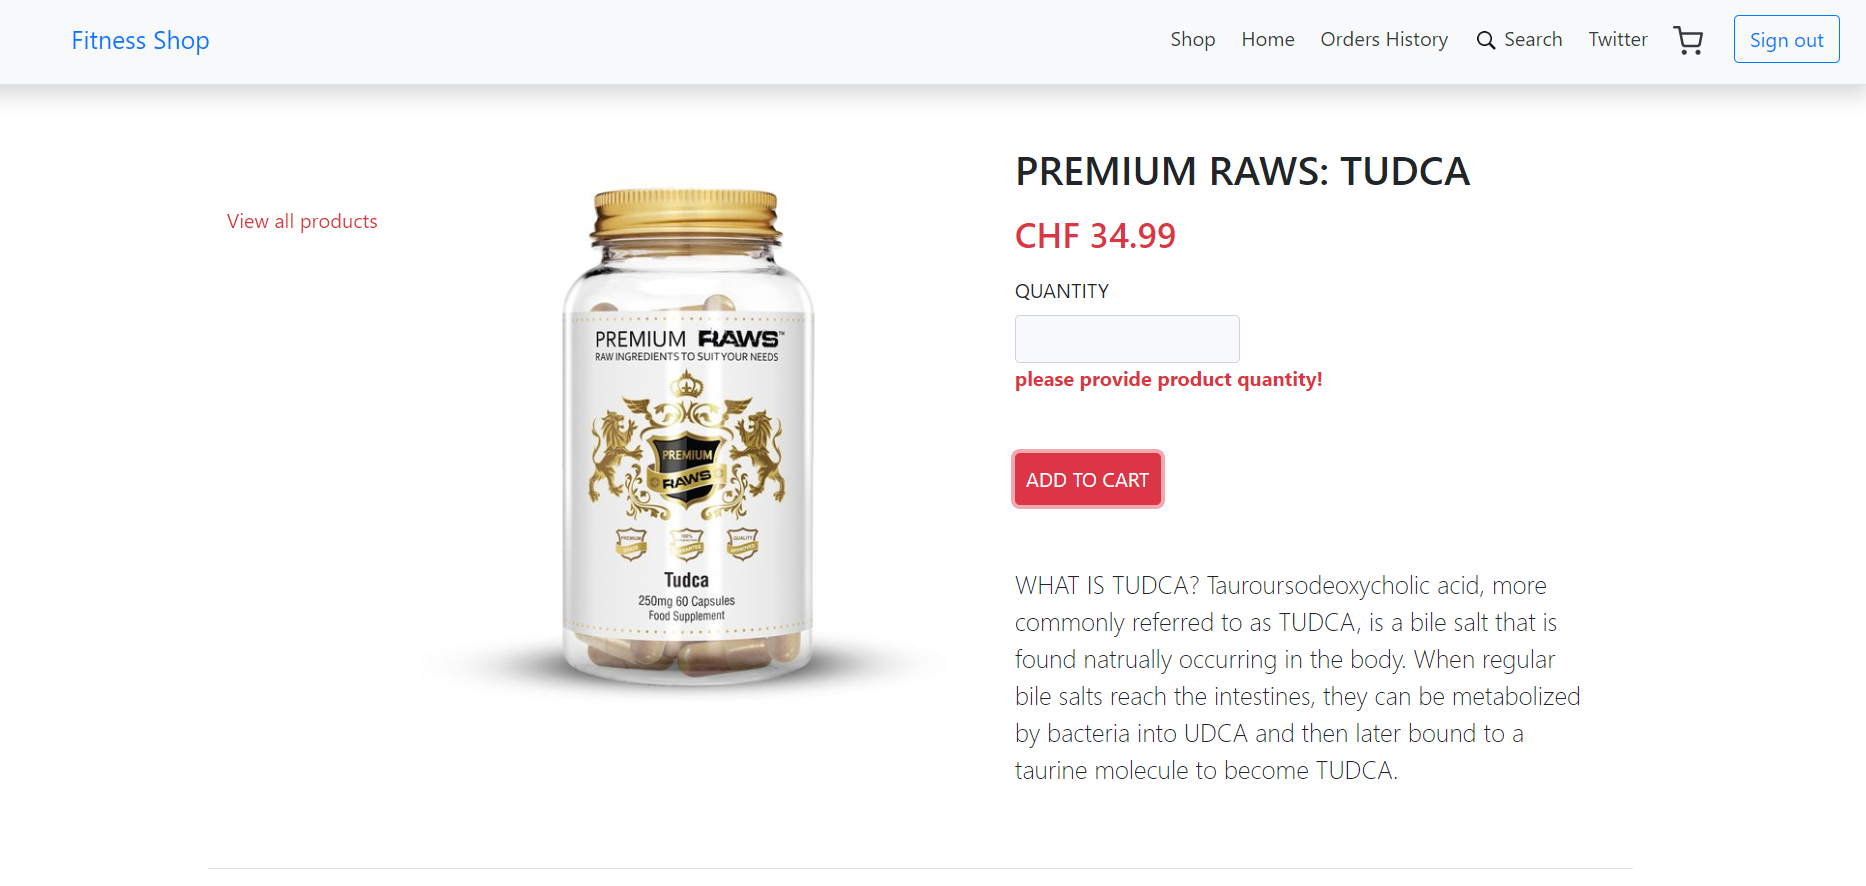 Fitness Shop
Shop Home Orders History Search Twitter Sign out
View all products
PREMIUM RAWS™
RAW INGREDIENTS TO SUIT YOUR NEEDS
PREMIUM
RAWS
PREMIUM
QUALITY
Tudca
250mg 60 Capsules
Food Supplement
PREMIUM RAWS: TUDCA
CHF 34.99
QUANTITY
please provide product quantity!
ADD TO CART
WHAT IS TUDCA? Tauroursodeoxycholic acid, more
commonly referred to as TUDCA, is a bile salt that is
found natrually occurring in the body. When regular
bile salts reach the intestines, they can be metabolized
by bacteria into UDCA and then later bound to a
taurine molecule to become TUDCA.